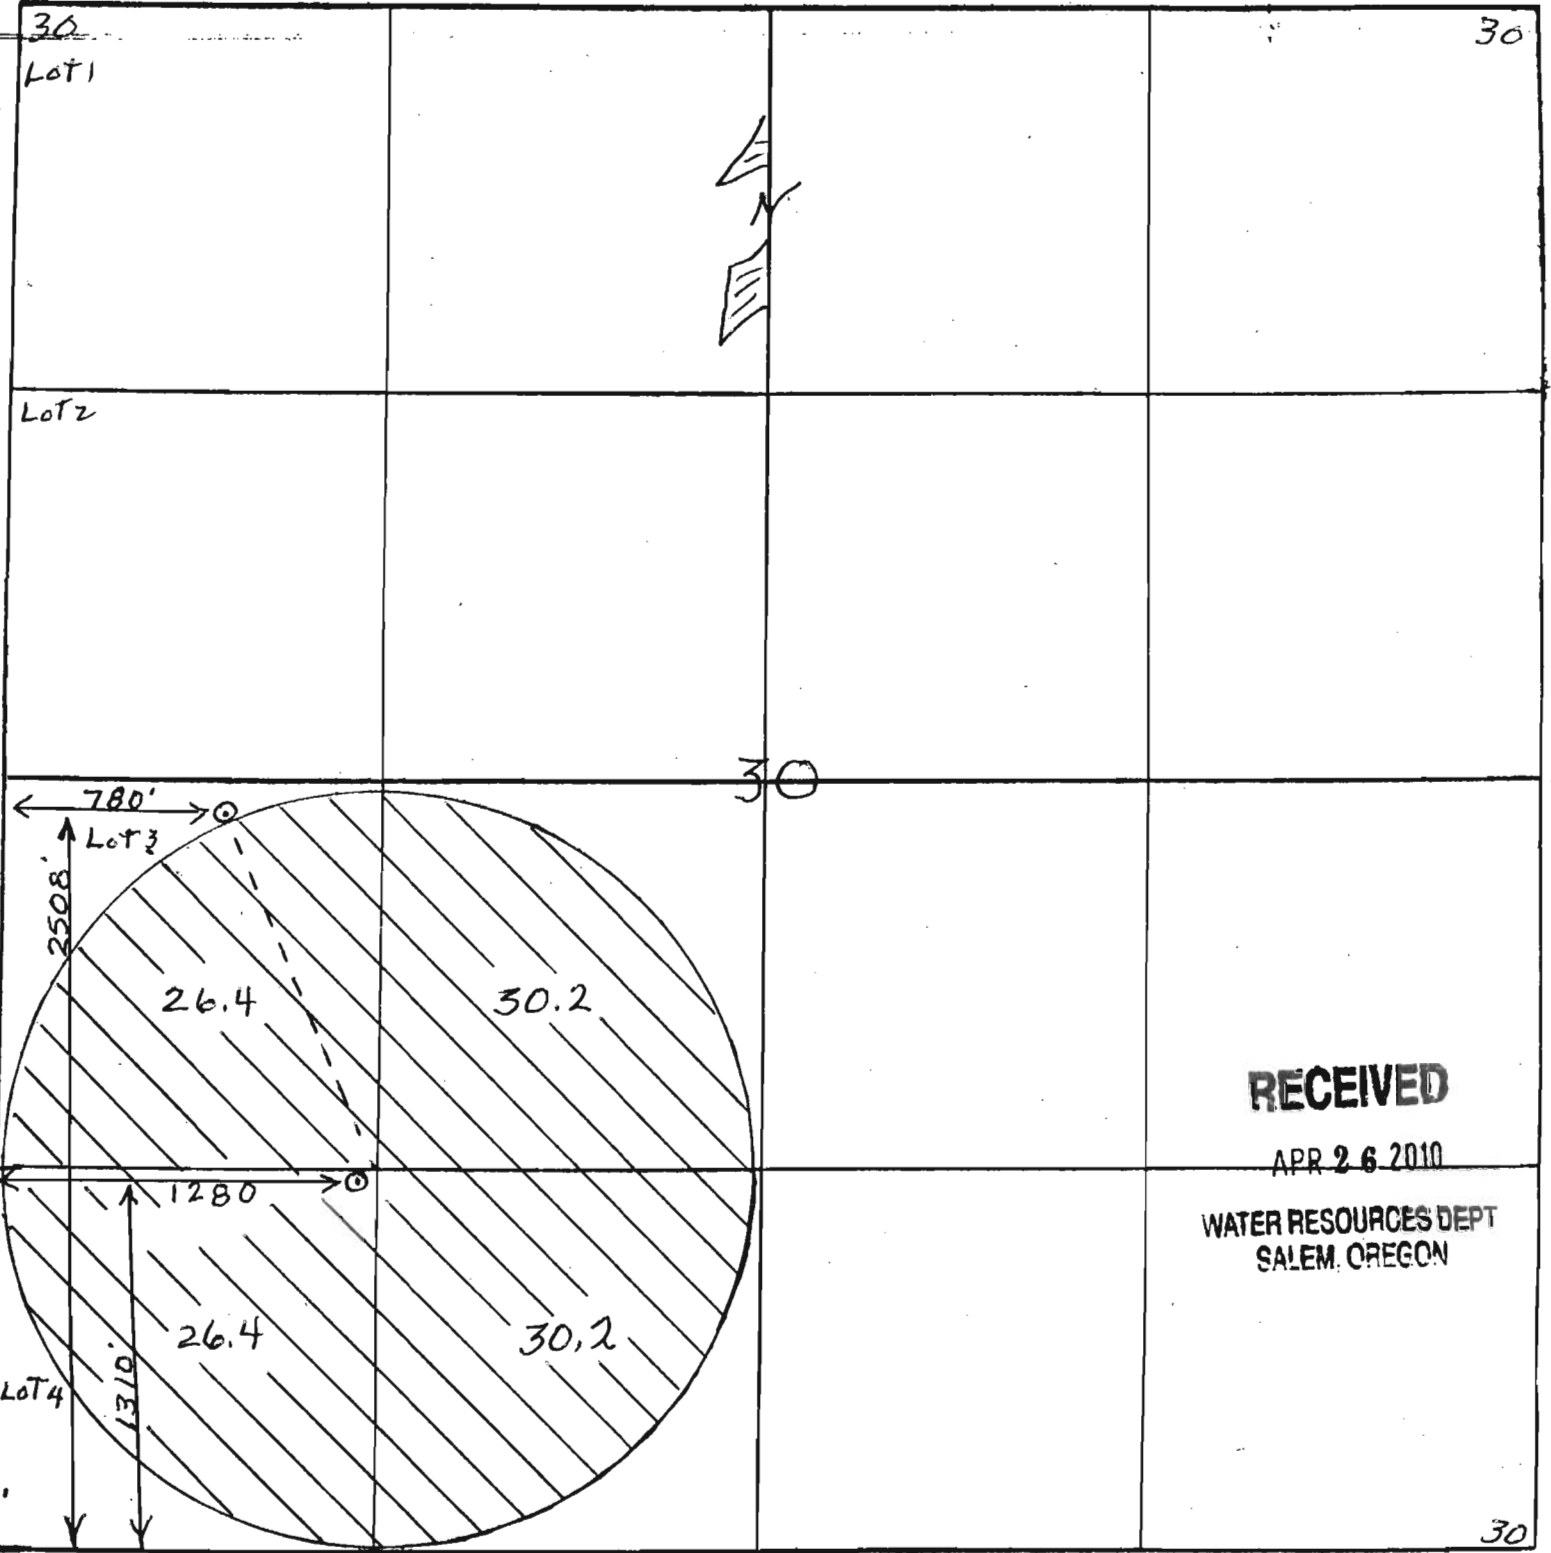 30
30
LOT 1
N
LOT 2
30
780'
LOT 3
2508'
26.4
30.2
RECEIVED
APR 26 2010
1280
WATER RESOURCES DEPT
SALEM, OREGON
26.4
30.2
1310'
LOT 4
30